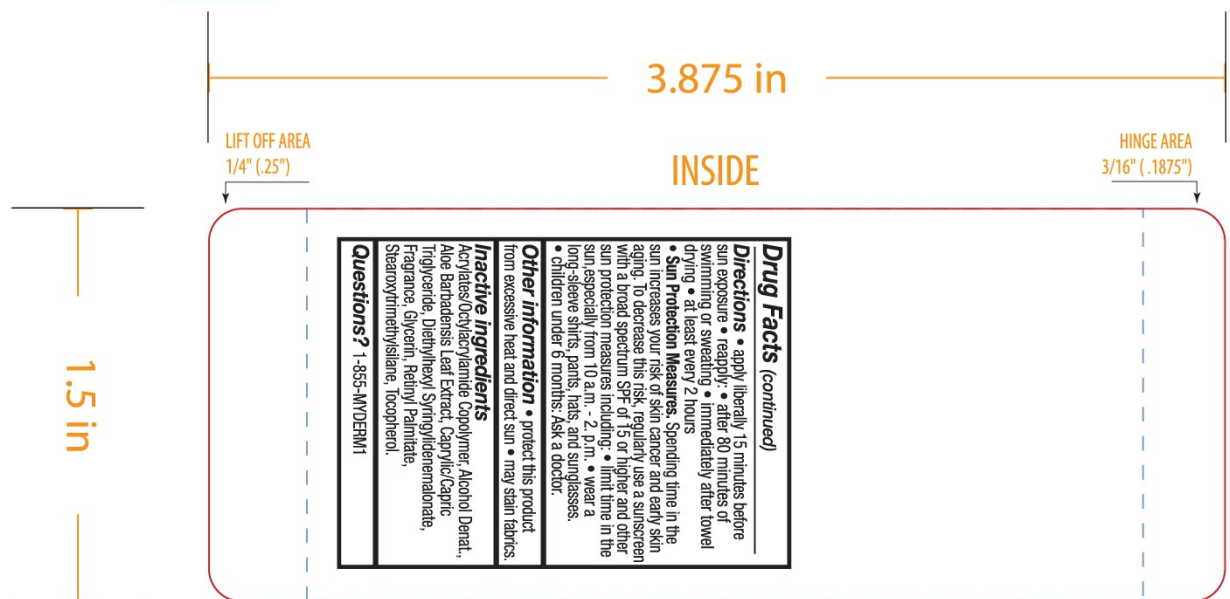 3.875 in
LIFT OFF AREA
1/4" (.25")
HINGE AREA
3/16" ( .1875")
INSIDE
1.5 in
Drug Facts (continued)
Directions • apply liberally 15 minutes before
sun exposure • reapply: • after 80 minutes of
swimming or sweating • immediately after towel
drying • at least every 2 hours
• Sun Protection Measures. Spending time in the
sun increases your risk of skin cancer and early skin
aging. To decrease this risk, regularly use a sunscreen
with a broad spectrum SPF of 15 or higher and other
sun protection measures including: • limit time in the
sun,especially from 10 a.m. - 2. p.m. • wear a
long-sleeve shirts, pants, hats, and sunglasses.
• children under 6 months: Ask a doctor.
Other information • protect this product
from excessive heat and direct sun • may stain fabrics.
Inactive ingredients
Acrylates/Octylacrylamide Copolymer, Alcohol Denat.,
Aloe Barbadensis Leaf Extract, Caprylic/Capric
Triglyceride, Diethylhexyl Syringylidenemalonate,
Fragrance, Glycerin, Retinyl Palmitate,
Stearoxytrimethylsilane, Tocopherol.
Questions? 1-855-MYDERM1